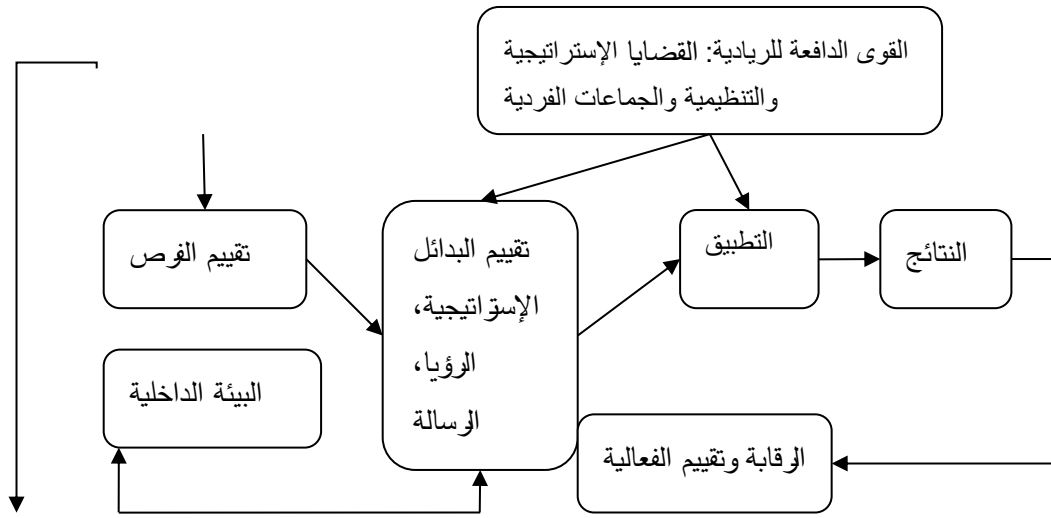 القوى الدافعة للريادية: القضايا الإستراتيجية
والتنظيمية والجماعات الفردية
تقييم الفرص
تقييم البدائل
الإستراتيجية،
الرؤيا،
الرسالة
التطبيق
النتائج
البيئة الداخلية
الرقابة وتقييم الفعالية